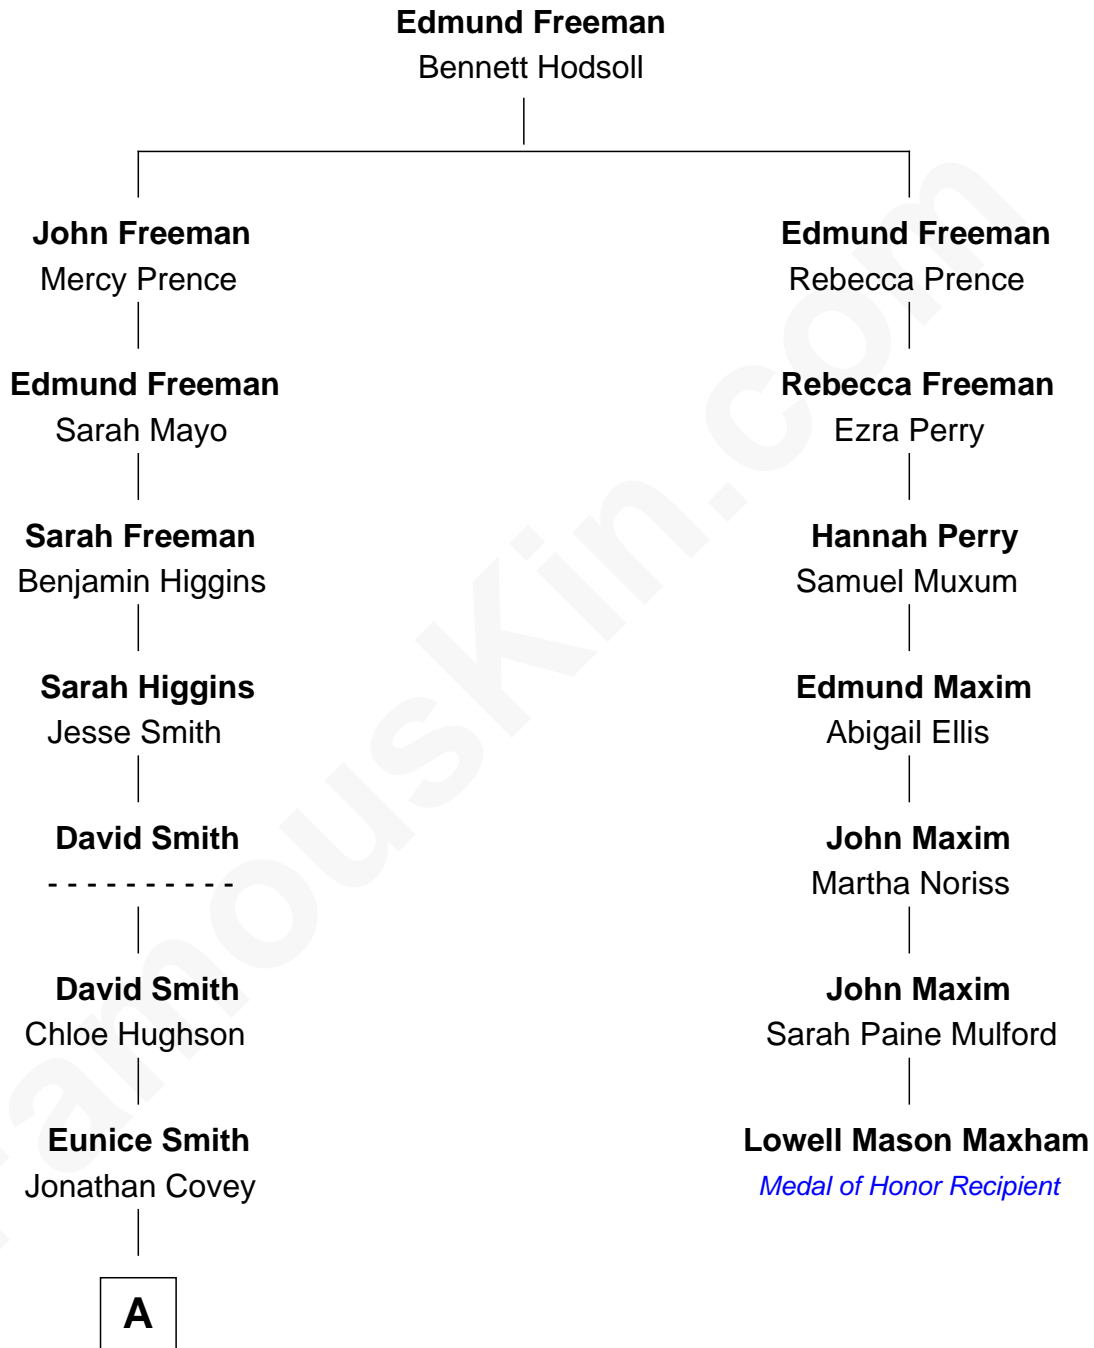 Edmund Freeman
Bennett Hodsoll
John Freeman
Mercy Prence
Edmund Freeman
Rebecca Prence
Edmund Freeman
Sarah Mayo
Rebecca Freeman
Ezra Perry
Sarah Freeman
Benjamin Higgins
Hannah Perry
Samuel Muxum
Sarah Higgins
Jesse Smith
Edmund Maxim
Abigail Ellis
David Smith
- - - - - - - - - -
John Maxim
Martha Noriss
David Smith
Chloe Hughson
John Maxim
Sarah Paine Mulford
Eunice Smith
Jonathan Covey
Lowell Mason Maxham
Medal of Honor Recipient
A
FamousKin.com